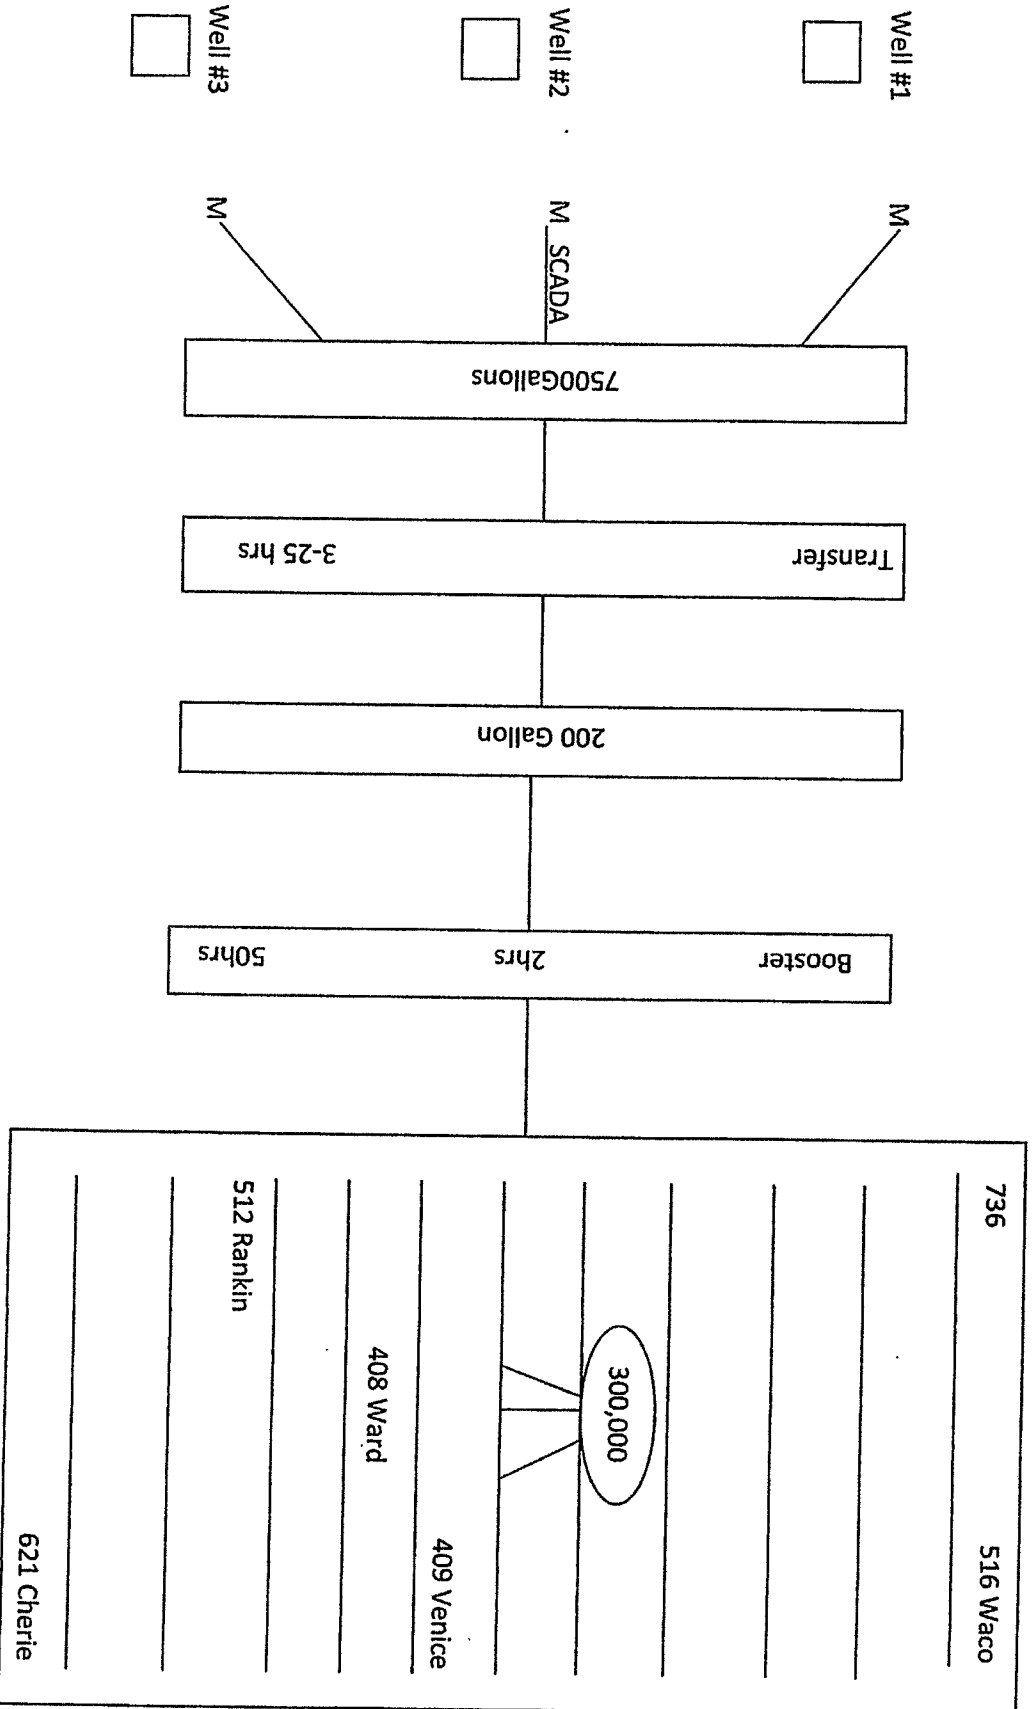 Well #1
Well #2
Well #3
M
M SCADA
M
7500Gallons
Transfer 3-25 hrs
200 Gallon
Booster 2hrs 50hrs
736 516 Waco
300,000
409 Venice
408 Ward
512 Rankin
621 Cherie